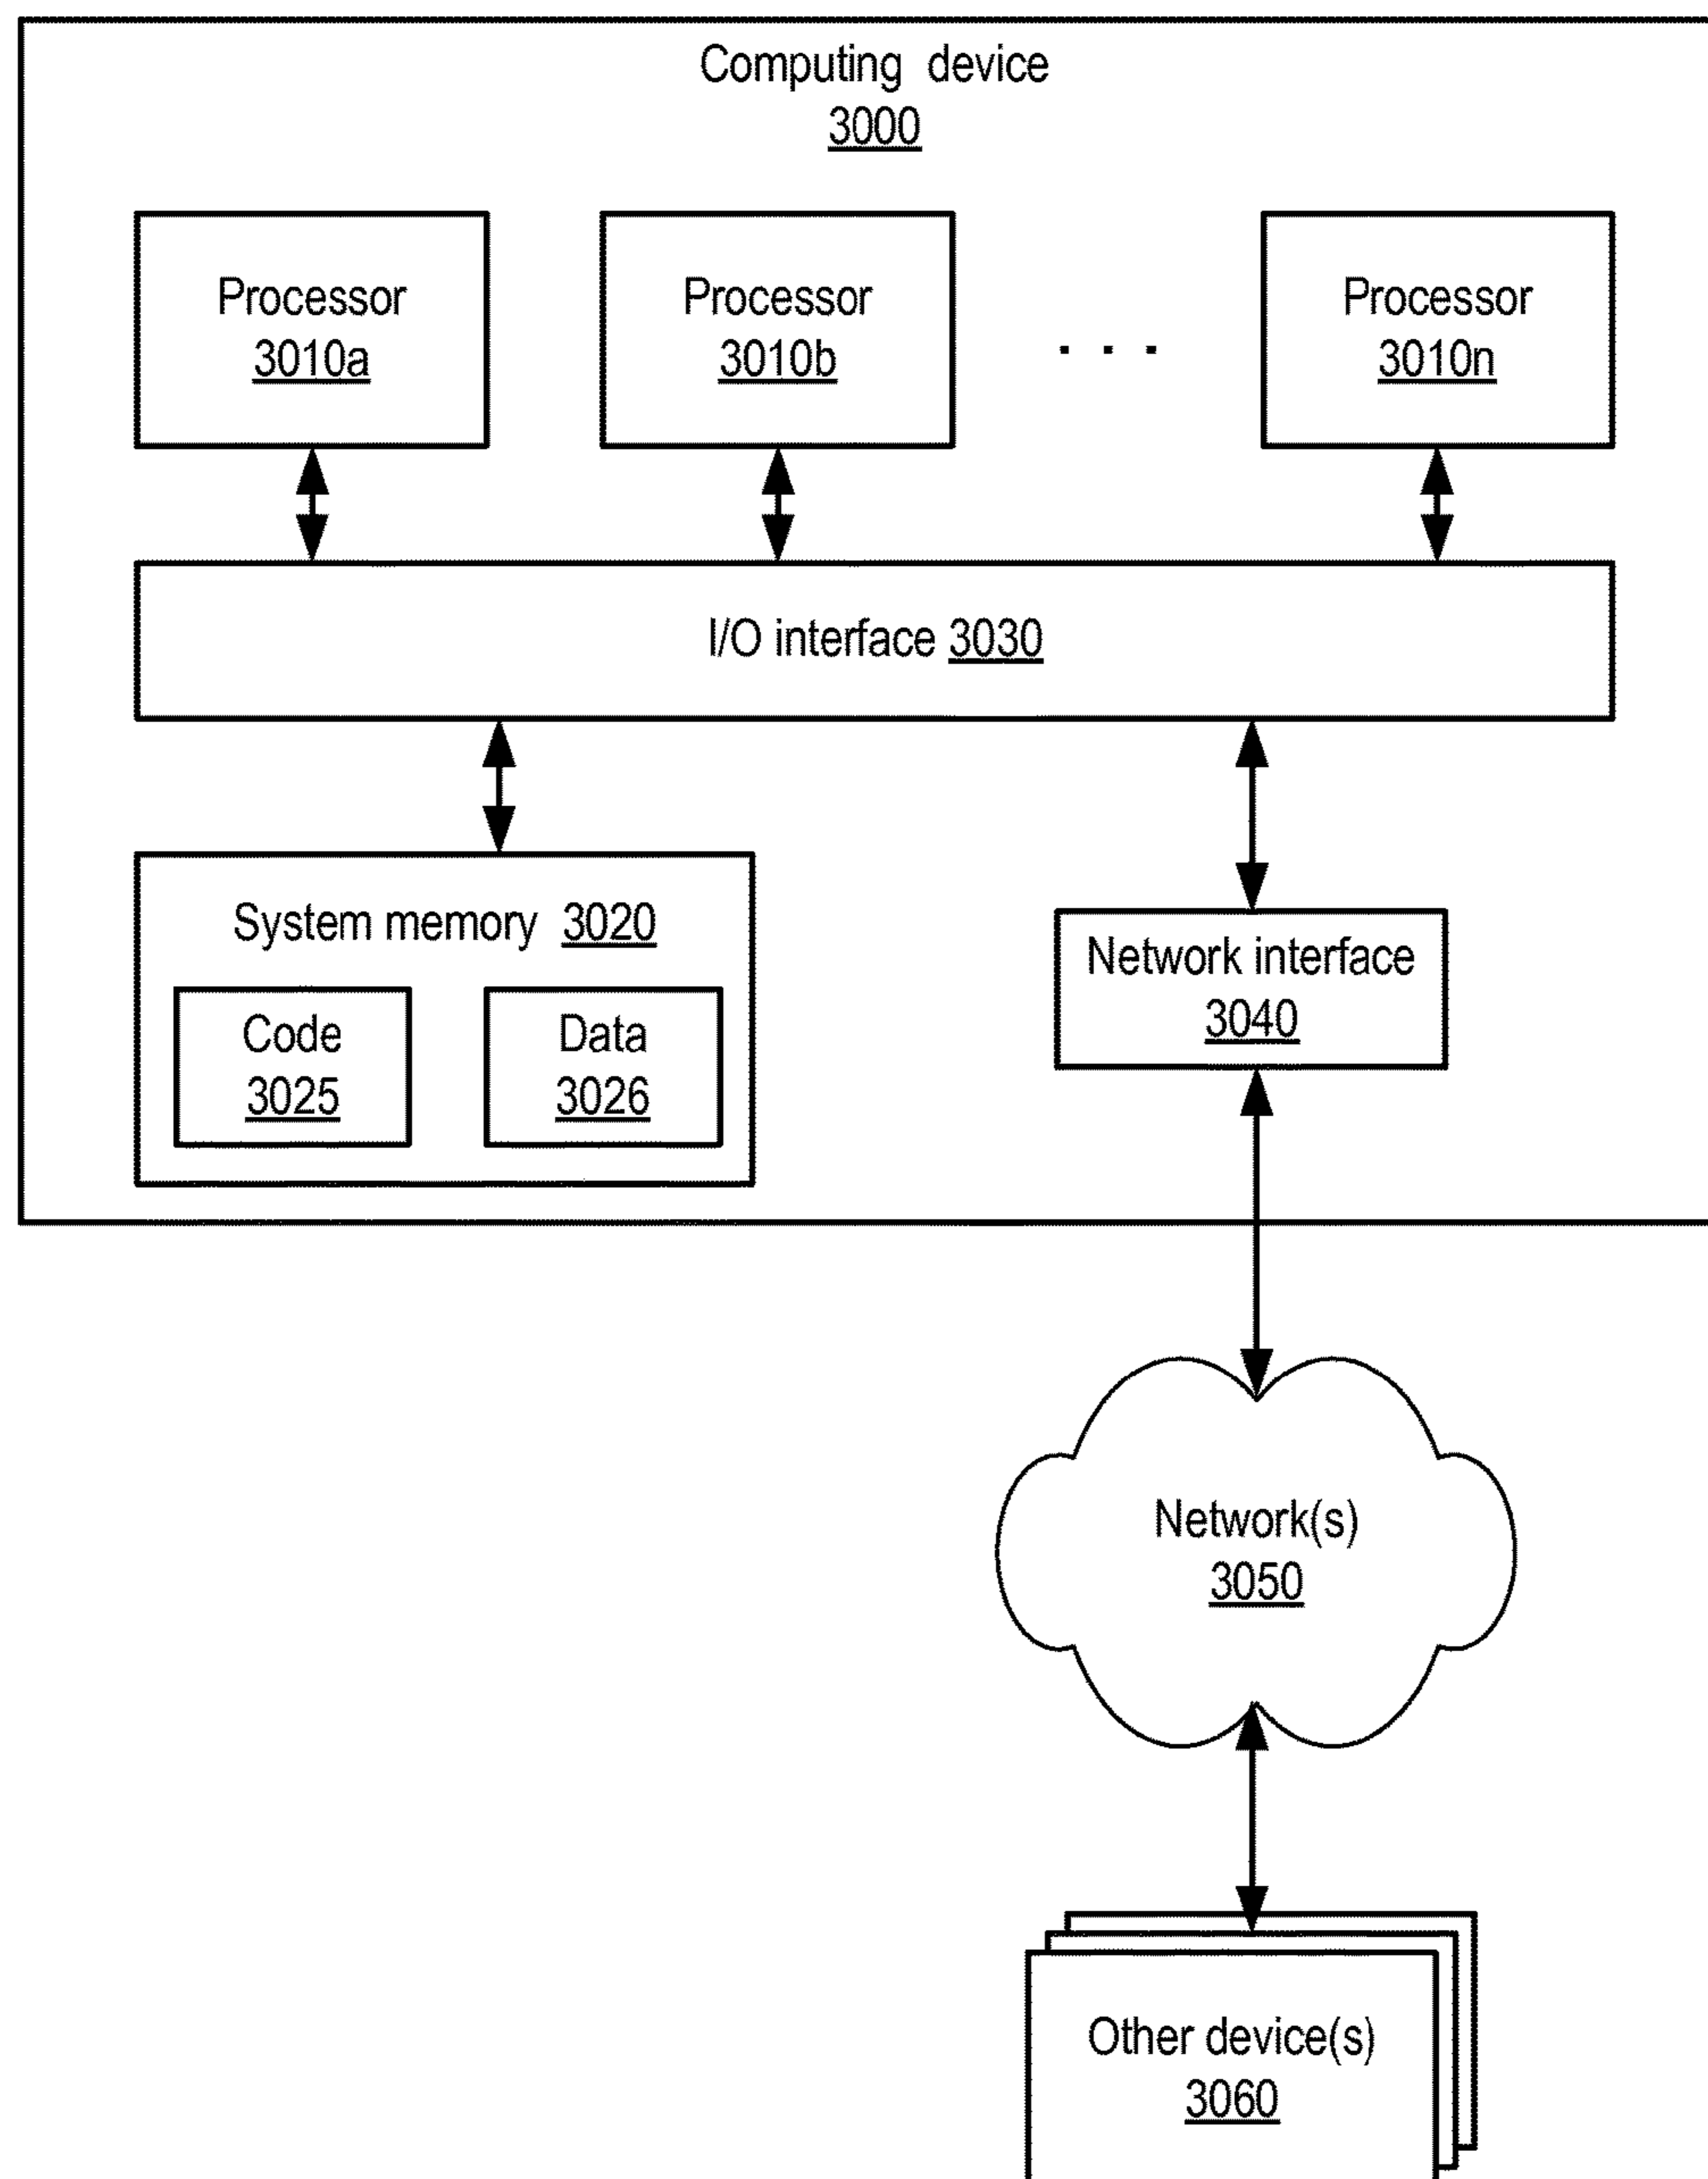 Computing device
3000
Processor
3010a
Processor
3010b
. . .
Processor
3010n
I/O interface 3030
System memory 3020
Code
3025
Data
3026
Network interface
3040
Network(s)
3050
Other device(s)
3060